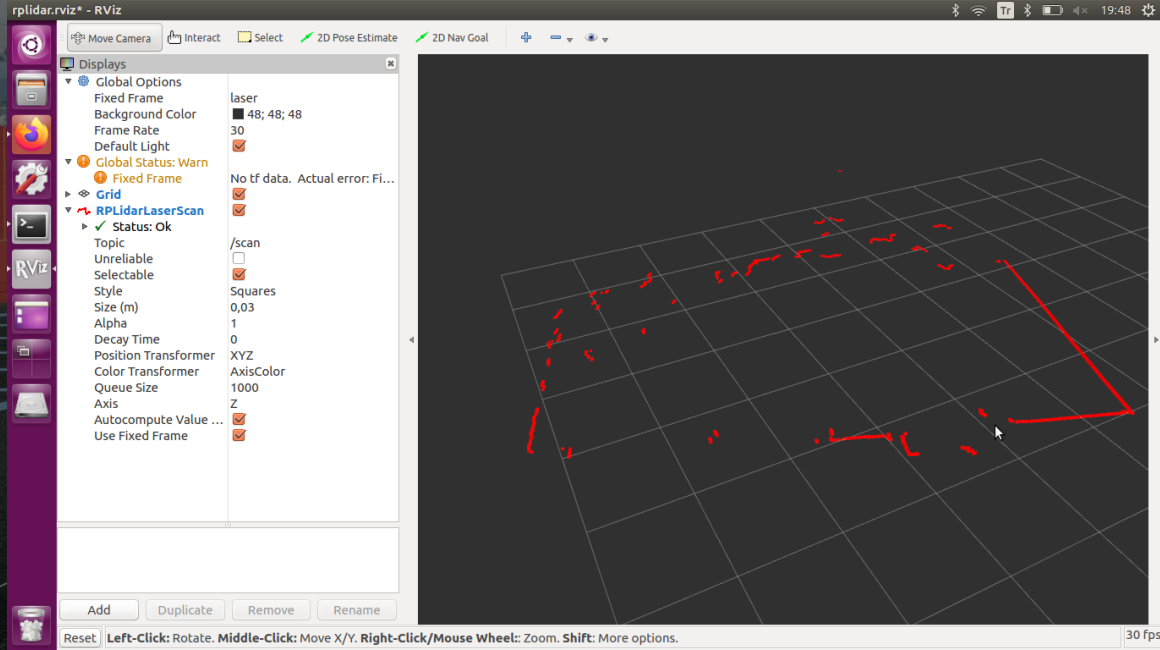 rplidar.rviz* - RViz
Tr
19:48
Move Camera
Interact
Select
2D Pose Estimate
2D Nav Goal
Displays
Global Options
Fixed Frame laser
Background Color 48; 48; 48
Frame Rate 30
Default Light
Global Status: Warn
Fixed Frame No tf data. Actual error: Fi...
Grid
RPLidarLaserScan
Status: Ok
Topic /scan
Unreliable
Selectable
Style Squares
Size (m) 0,03
Alpha 1
Decay Time 0
Position Transformer XYZ
Color Transformer AxisColor
Queue Size 1000
Axis Z
Autocompute Value ...
Use Fixed Frame
RViz
Add
Duplicate
Remove
Rename
Reset
Left-Click: Rotate. Middle-Click: Move X/Y. Right-Click/Mouse Wheel:: Zoom. Shift: More options.
30 fps